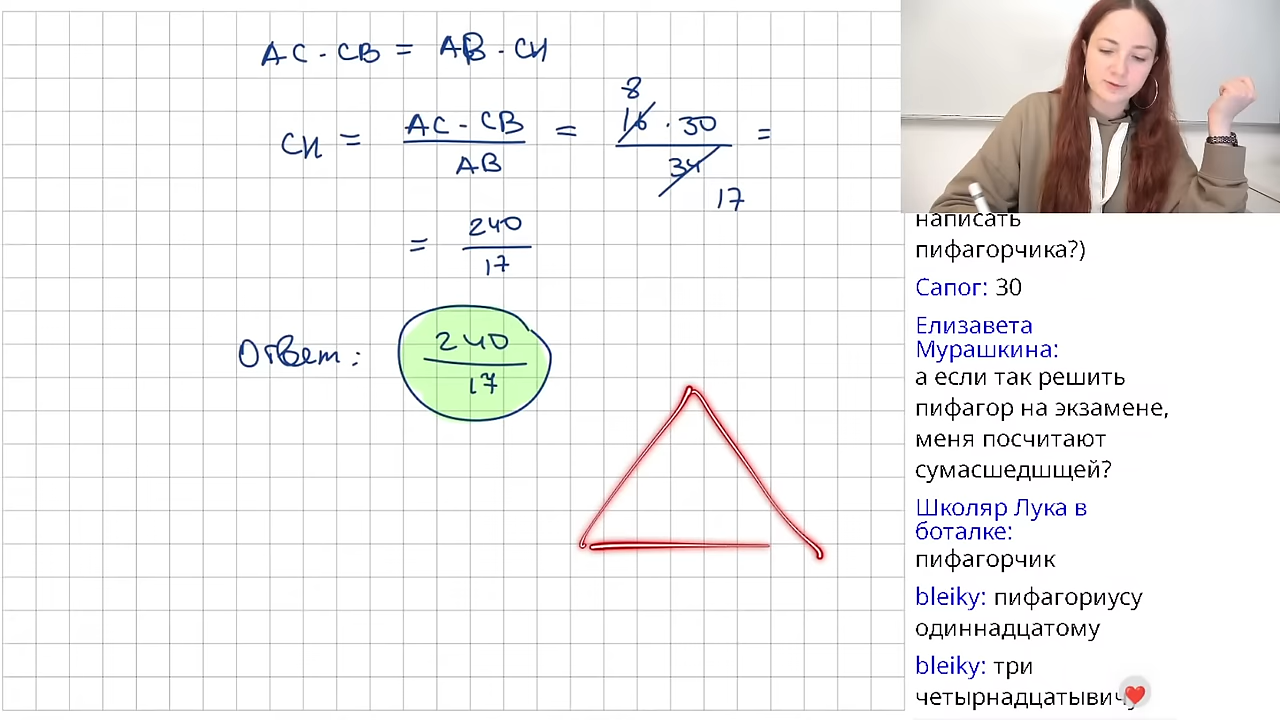 AC · CB = AB · CH
CH = AC · CB / AB = 16 · 30 / 34 =
8
17
= 240 / 17
Ответ: 240 / 17
написать
пифагорчика?)
Сапог: 30
Елизавета
Мурашкина:
а если так решить
пифагор на экзамене,
меня посчитают
сумасшедшщей?
Школяр Лука в
боталке:
пифагорчик
bleiky: пифагориусу
одиннадцатому
bleiky: три
четырнадцатывичу